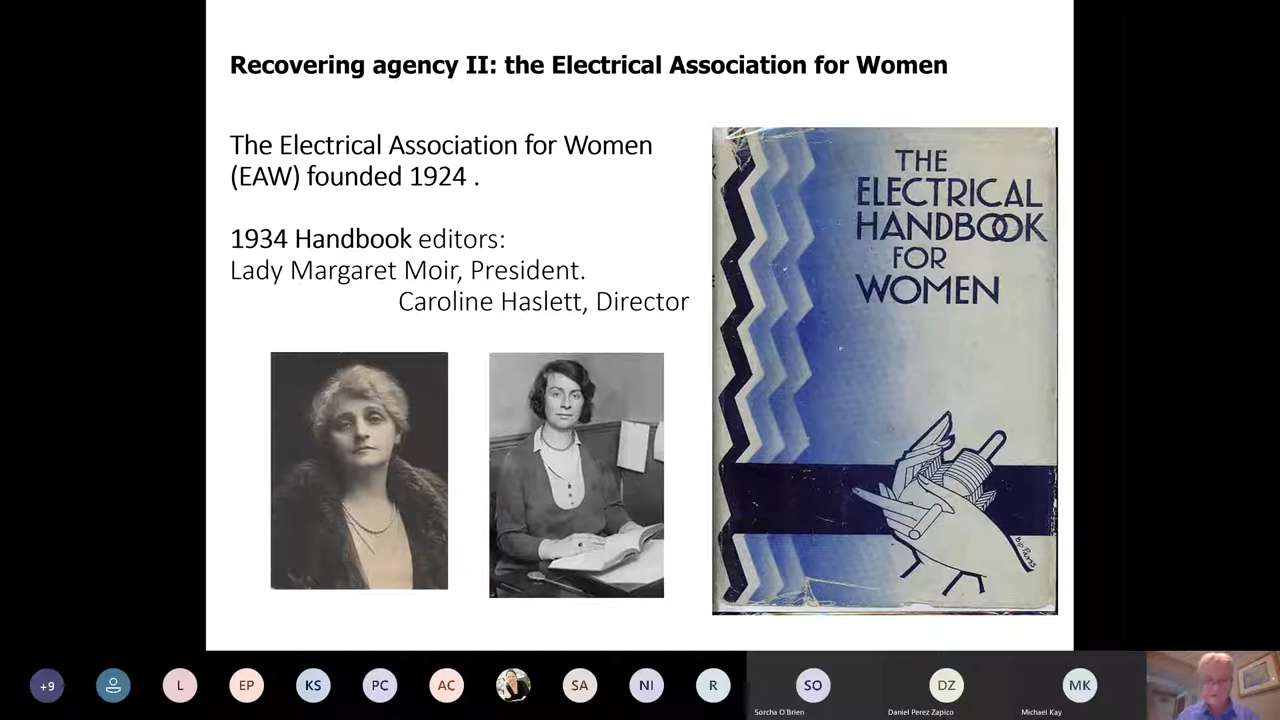 Recovering agency II: the Electrical Association for Women
The Electrical Association for Women
(EAW) founded 1924 .
1934 Handbook editors:
Lady Margaret Moir, President.
Caroline Haslett, Director
THE
ELECTRICAL
HANDBOOK
FOR
WOMEN
+9
L
EP
KS
PC
AC
SA
NI
R
SO
DZ
MK
Sorcha O'Brien
Daniel Perez Zapico
Michael Kay